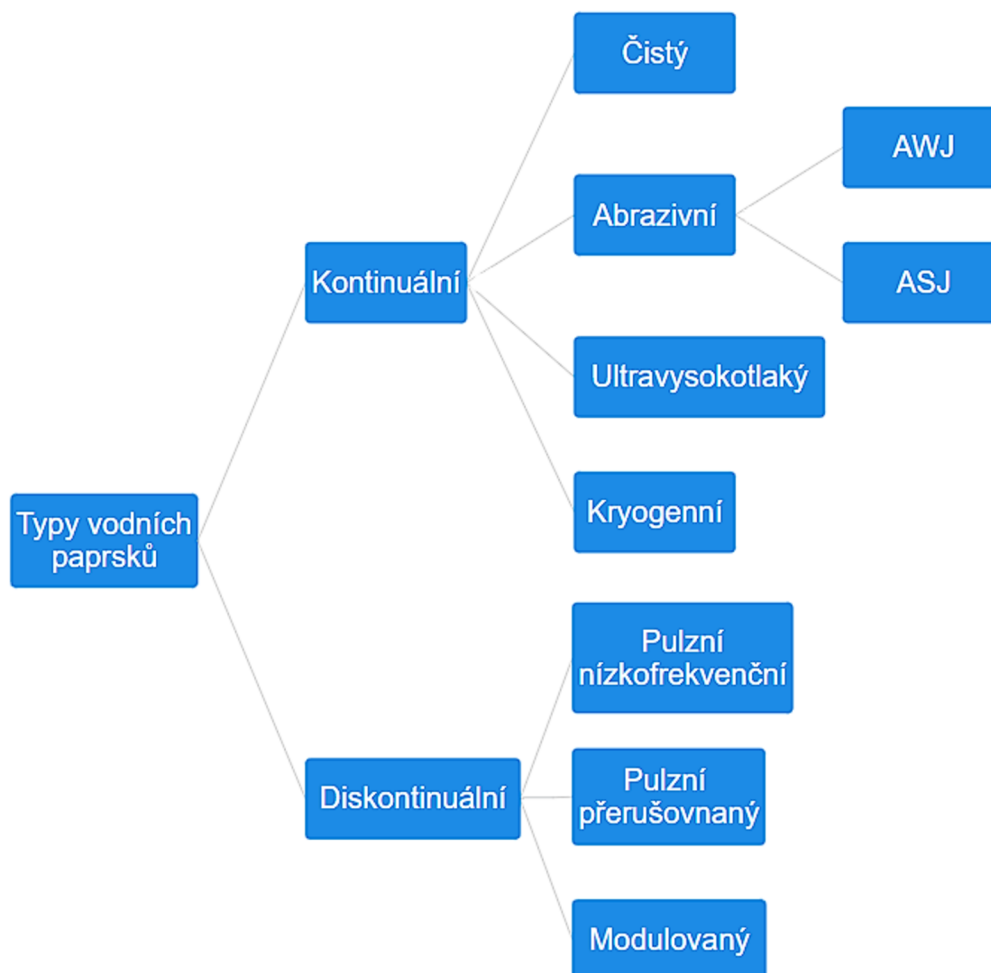 Typy vodních
paprsků
Kontinuální
Čistý
Abrazivní
AWJ
ASJ
Ultravysokotlaký
Kryogenní
Diskontinuální
Pulzní
nízkofrekvenční
Pulzní
přerušovnaný
Modulovaný